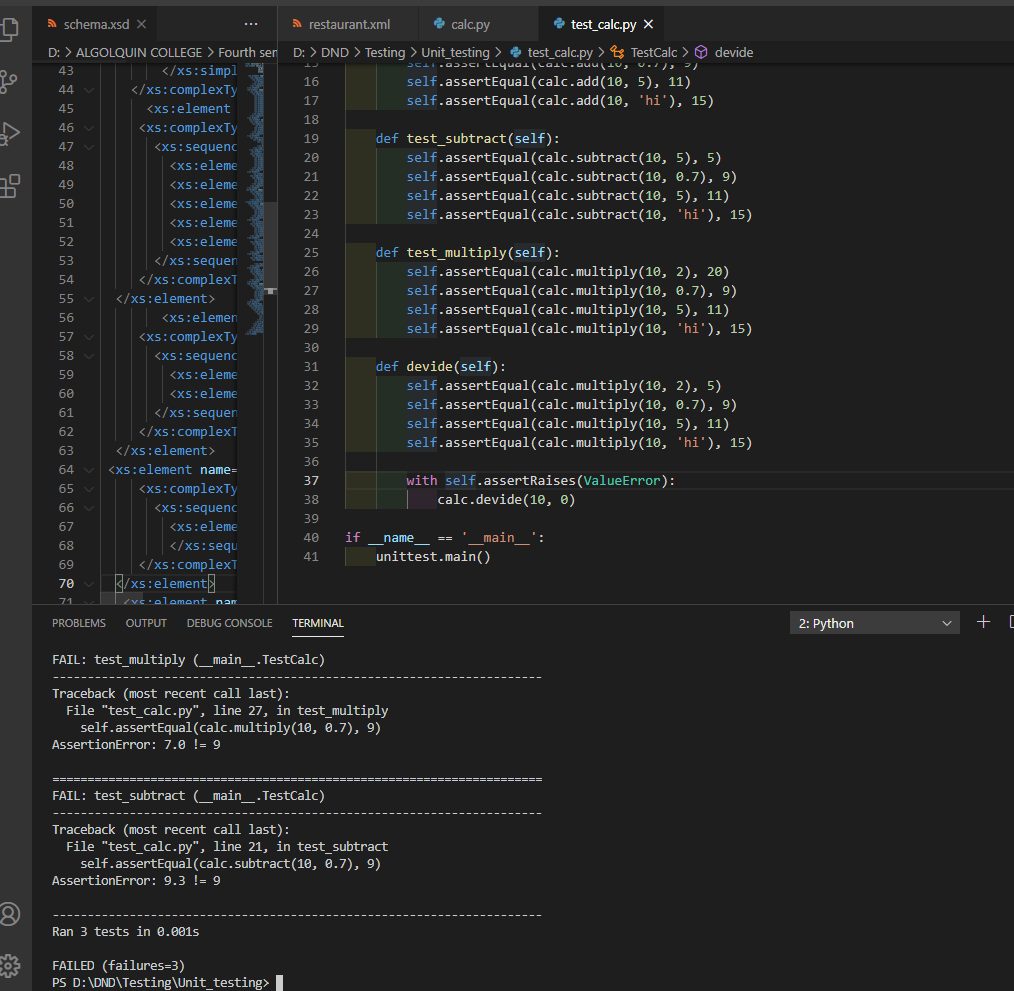 schema.xsd
restaurant.xml
calc.py
test_calc.py
D: > ALGOLQUIN COLLEGE > Fourth sem
D: > DND > Testing > Unit_testing > test_calc.py > TestCalc > devide
43 </xs:simpl
44 </xs:complexTy
45 <xs:element
46 <xs:complexTy
47 <xs:sequenc
48 <xs:eleme
49 <xs:eleme
50 <xs:eleme
51 <xs:eleme
52 <xs:eleme
53 </xs:sequen
54 </xs:complexT
55 </xs:element>
56 <xs:elemen
57 <xs:complexTy
58 <xs:sequenc
59 <xs:eleme
60 <xs:eleme
61 </xs:sequen
62 </xs:complexT
63 </xs:element>
64 <xs:element name=
65 <xs:complexTy
66 <xs:sequenc
67 <xs:eleme
68 </xs:sequ
69 </xs:complexT
70 </xs:element>
71 <xs:element nam
15 self.assertEqual(calc.add(10, 0.7), 9)
16 self.assertEqual(calc.add(10, 5), 11)
17 self.assertEqual(calc.add(10, 'hi'), 15)
18
19 def test_subtract(self):
20 self.assertEqual(calc.subtract(10, 5), 5)
21 self.assertEqual(calc.subtract(10, 0.7), 9)
22 self.assertEqual(calc.subtract(10, 5), 11)
23 self.assertEqual(calc.subtract(10, 'hi'), 15)
24
25 def test_multiply(self):
26 self.assertEqual(calc.multiply(10, 2), 20)
27 self.assertEqual(calc.multiply(10, 0.7), 9)
28 self.assertEqual(calc.multiply(10, 5), 11)
29 self.assertEqual(calc.multiply(10, 'hi'), 15)
30
31 def devide(self):
32 self.assertEqual(calc.multiply(10, 2), 5)
33 self.assertEqual(calc.multiply(10, 0.7), 9)
34 self.assertEqual(calc.multiply(10, 5), 11)
35 self.assertEqual(calc.multiply(10, 'hi'), 15)
36
37 with self.assertRaises(ValueError):
38 calc.devide(10, 0)
39
40 if __name__ == '__main__':
41 unittest.main()
PROBLEMS OUTPUT DEBUG CONSOLE TERMINAL
2: Python
FAIL: test_multiply (__main__.TestCalc)
----------------------------------------------------------------------
Traceback (most recent call last):
File "test_calc.py", line 27, in test_multiply
self.assertEqual(calc.multiply(10, 0.7), 9)
AssertionError: 7.0 != 9
======================================================================
FAIL: test_subtract (__main__.TestCalc)
----------------------------------------------------------------------
Traceback (most recent call last):
File "test_calc.py", line 21, in test_subtract
self.assertEqual(calc.subtract(10, 0.7), 9)
AssertionError: 9.3 != 9
----------------------------------------------------------------------
Ran 3 tests in 0.001s
FAILED (failures=3)
PS D:\DND\Testing\Unit_testing>